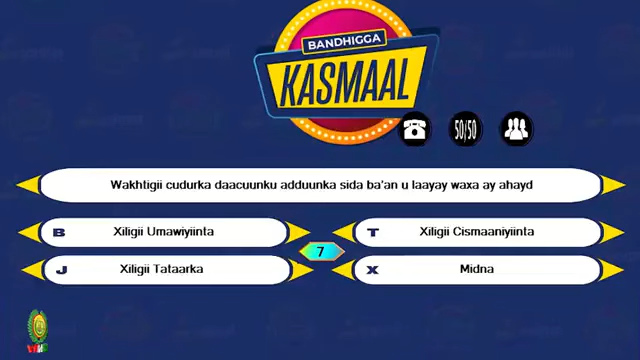 BANDHIGGA
KASMAAL
50/50
Wakhtigii cudurka daacuunku adduunka sida ba'an u laayay waxa ay ahayd
B Xiligii Umawiyiinta
T Xiligii Cismaaniyiinta
7
J Xiligii Tataarka
X Midna